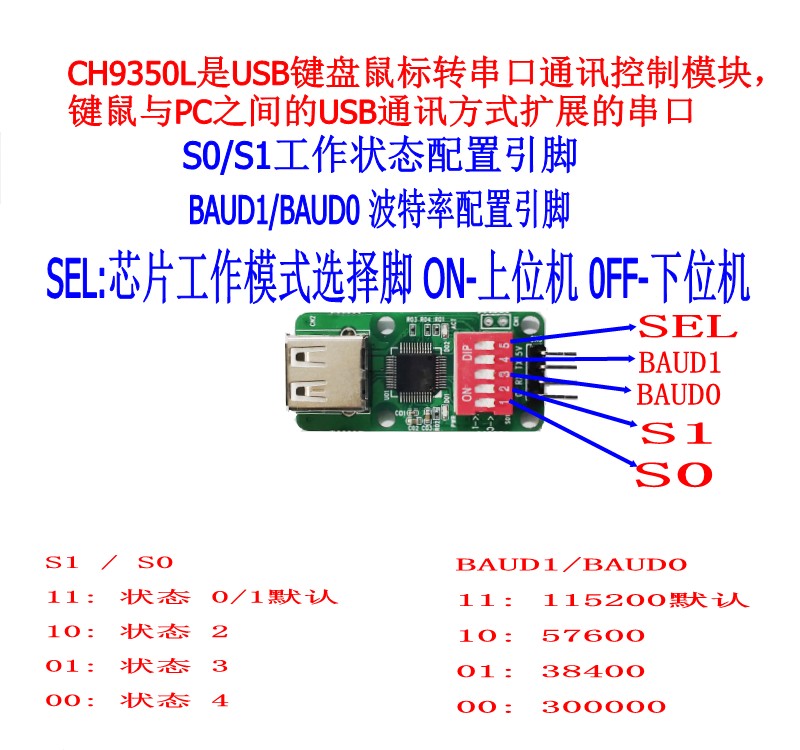 CH9350L是USB键盘鼠标转串口通讯控制模块，
键鼠与PC之间的USB通讯方式扩展的串口
S0/S1工作状态配置引脚
BAUD1/BAUD0 波特率配置引脚
SEL:芯片工作模式选择脚 ON-上位机 0FF-下位机
SEL
BAUD1
BAUD0
S1
S0
ON
DIP
1 2 3 4 5
5V
S1 / S0
11: 状态 0/1默认
10: 状态 2
01: 状态 3
00: 状态 4
BAUD1/BAUD0
11: 115200默认
10: 57600
01: 38400
00: 300000